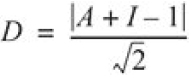 D = |A + I − 1| / √2